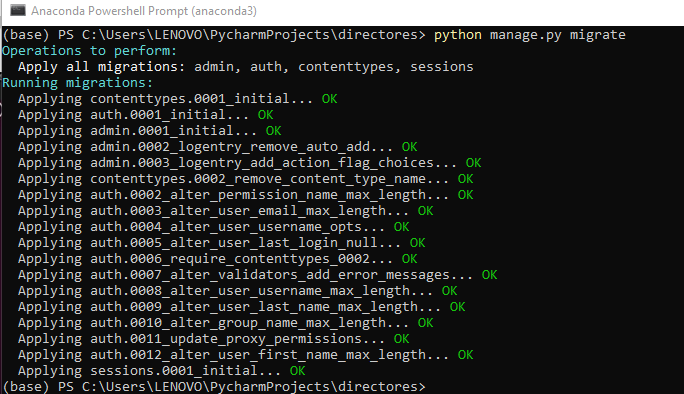 Anaconda Powershell Prompt (anaconda3)
(base) PS C:\Users\LENOVO\PycharmProjects\directores> python manage.py migrate
Operations to perform:
  Apply all migrations: admin, auth, contenttypes, sessions
Running migrations:
  Applying contenttypes.0001_initial... OK
  Applying auth.0001_initial... OK
  Applying admin.0001_initial... OK
  Applying admin.0002_logentry_remove_auto_add... OK
  Applying admin.0003_logentry_add_action_flag_choices... OK
  Applying contenttypes.0002_remove_content_type_name... OK
  Applying auth.0002_alter_permission_name_max_length... OK
  Applying auth.0003_alter_user_email_max_length... OK
  Applying auth.0004_alter_user_username_opts... OK
  Applying auth.0005_alter_user_last_login_null... OK
  Applying auth.0006_require_contenttypes_0002... OK
  Applying auth.0007_alter_validators_add_error_messages... OK
  Applying auth.0008_alter_user_username_max_length... OK
  Applying auth.0009_alter_user_last_name_max_length... OK
  Applying auth.0010_alter_group_name_max_length... OK
  Applying auth.0011_update_proxy_permissions... OK
  Applying auth.0012_alter_user_first_name_max_length... OK
  Applying sessions.0001_initial... OK
(base) PS C:\Users\LENOVO\PycharmProjects\directores>